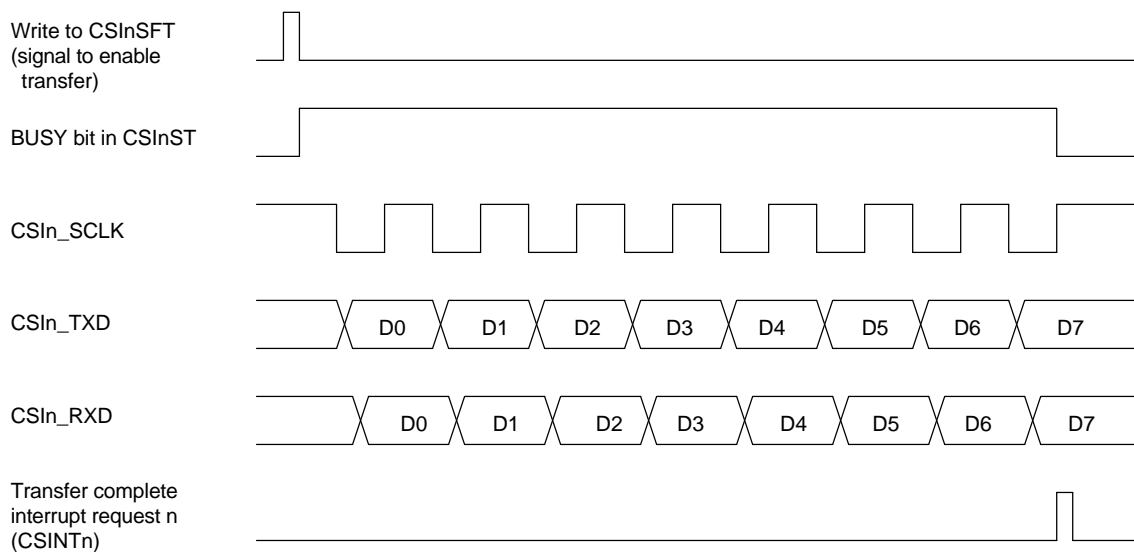 Write to CSInSFT
(signal to enable
transfer)
BUSY bit in CSInST
CSIn_SCLK
CSIn_TXD
D0 D1 D2 D3 D4 D5 D6 D7
CSIn_RXD
D0 D1 D2 D3 D4 D5 D6 D7
Transfer complete
interrupt request n
(CSINTn)